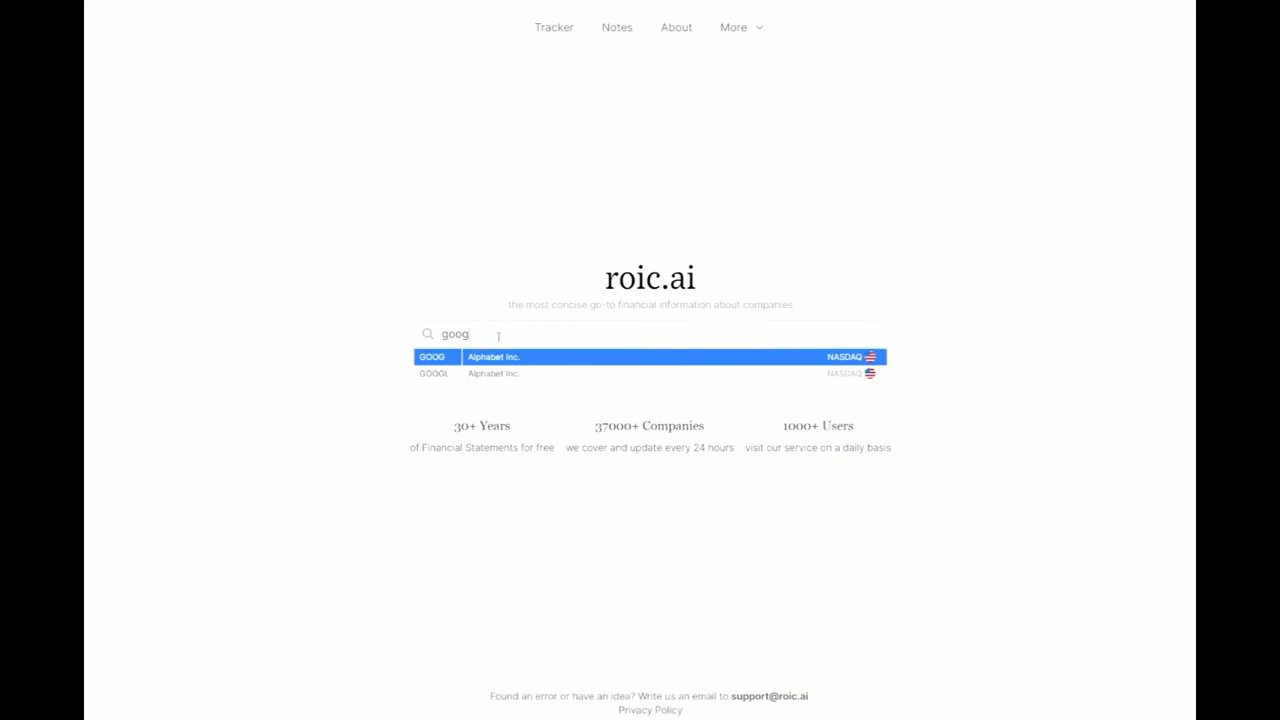 Tracker Notes About More
roic.ai
the most concise go-to financial information about companies
goog
GOOG Alphabet Inc. NASDAQ
GOOGL Alphabet Inc. NASDAQ
30+ Years 37000+ Companies 1000+ Users
of Financial Statements for free we cover and update every 24 hours visit our service on a daily basis
Found an error or have an idea? Write us an email to support@roic.ai
Privacy Policy